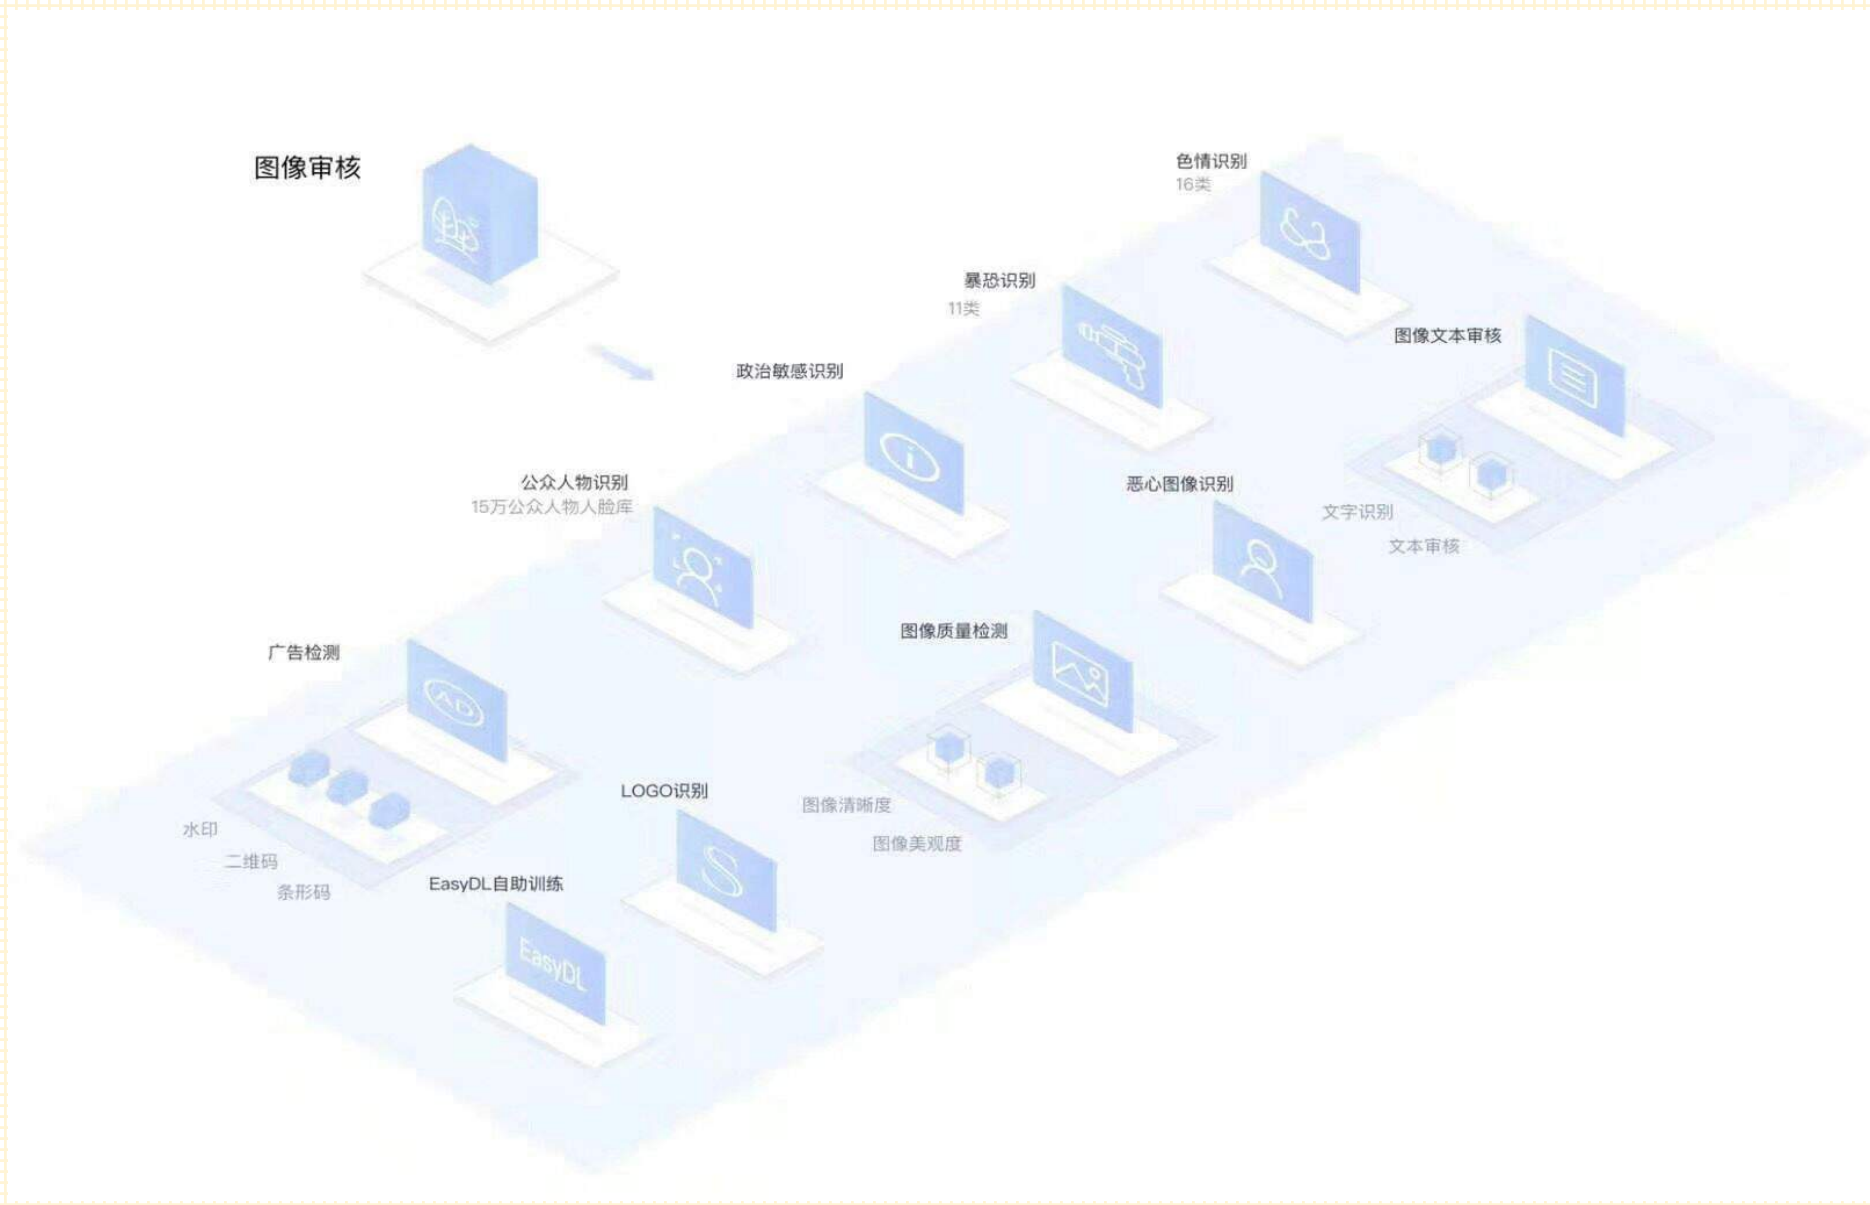 图像审核
色情识别
16类
暴恐识别
11类
图像文本审核
政治敏感识别
公众人物识别
15万公众人物人脸库
恶心图像识别
文字识别
文本审核
图像质量检测
广告检测
AD
LOGO识别
图像清晰度
图像美观度
水印
二维码
条形码
S
EasyDL自助训练
EasyDL